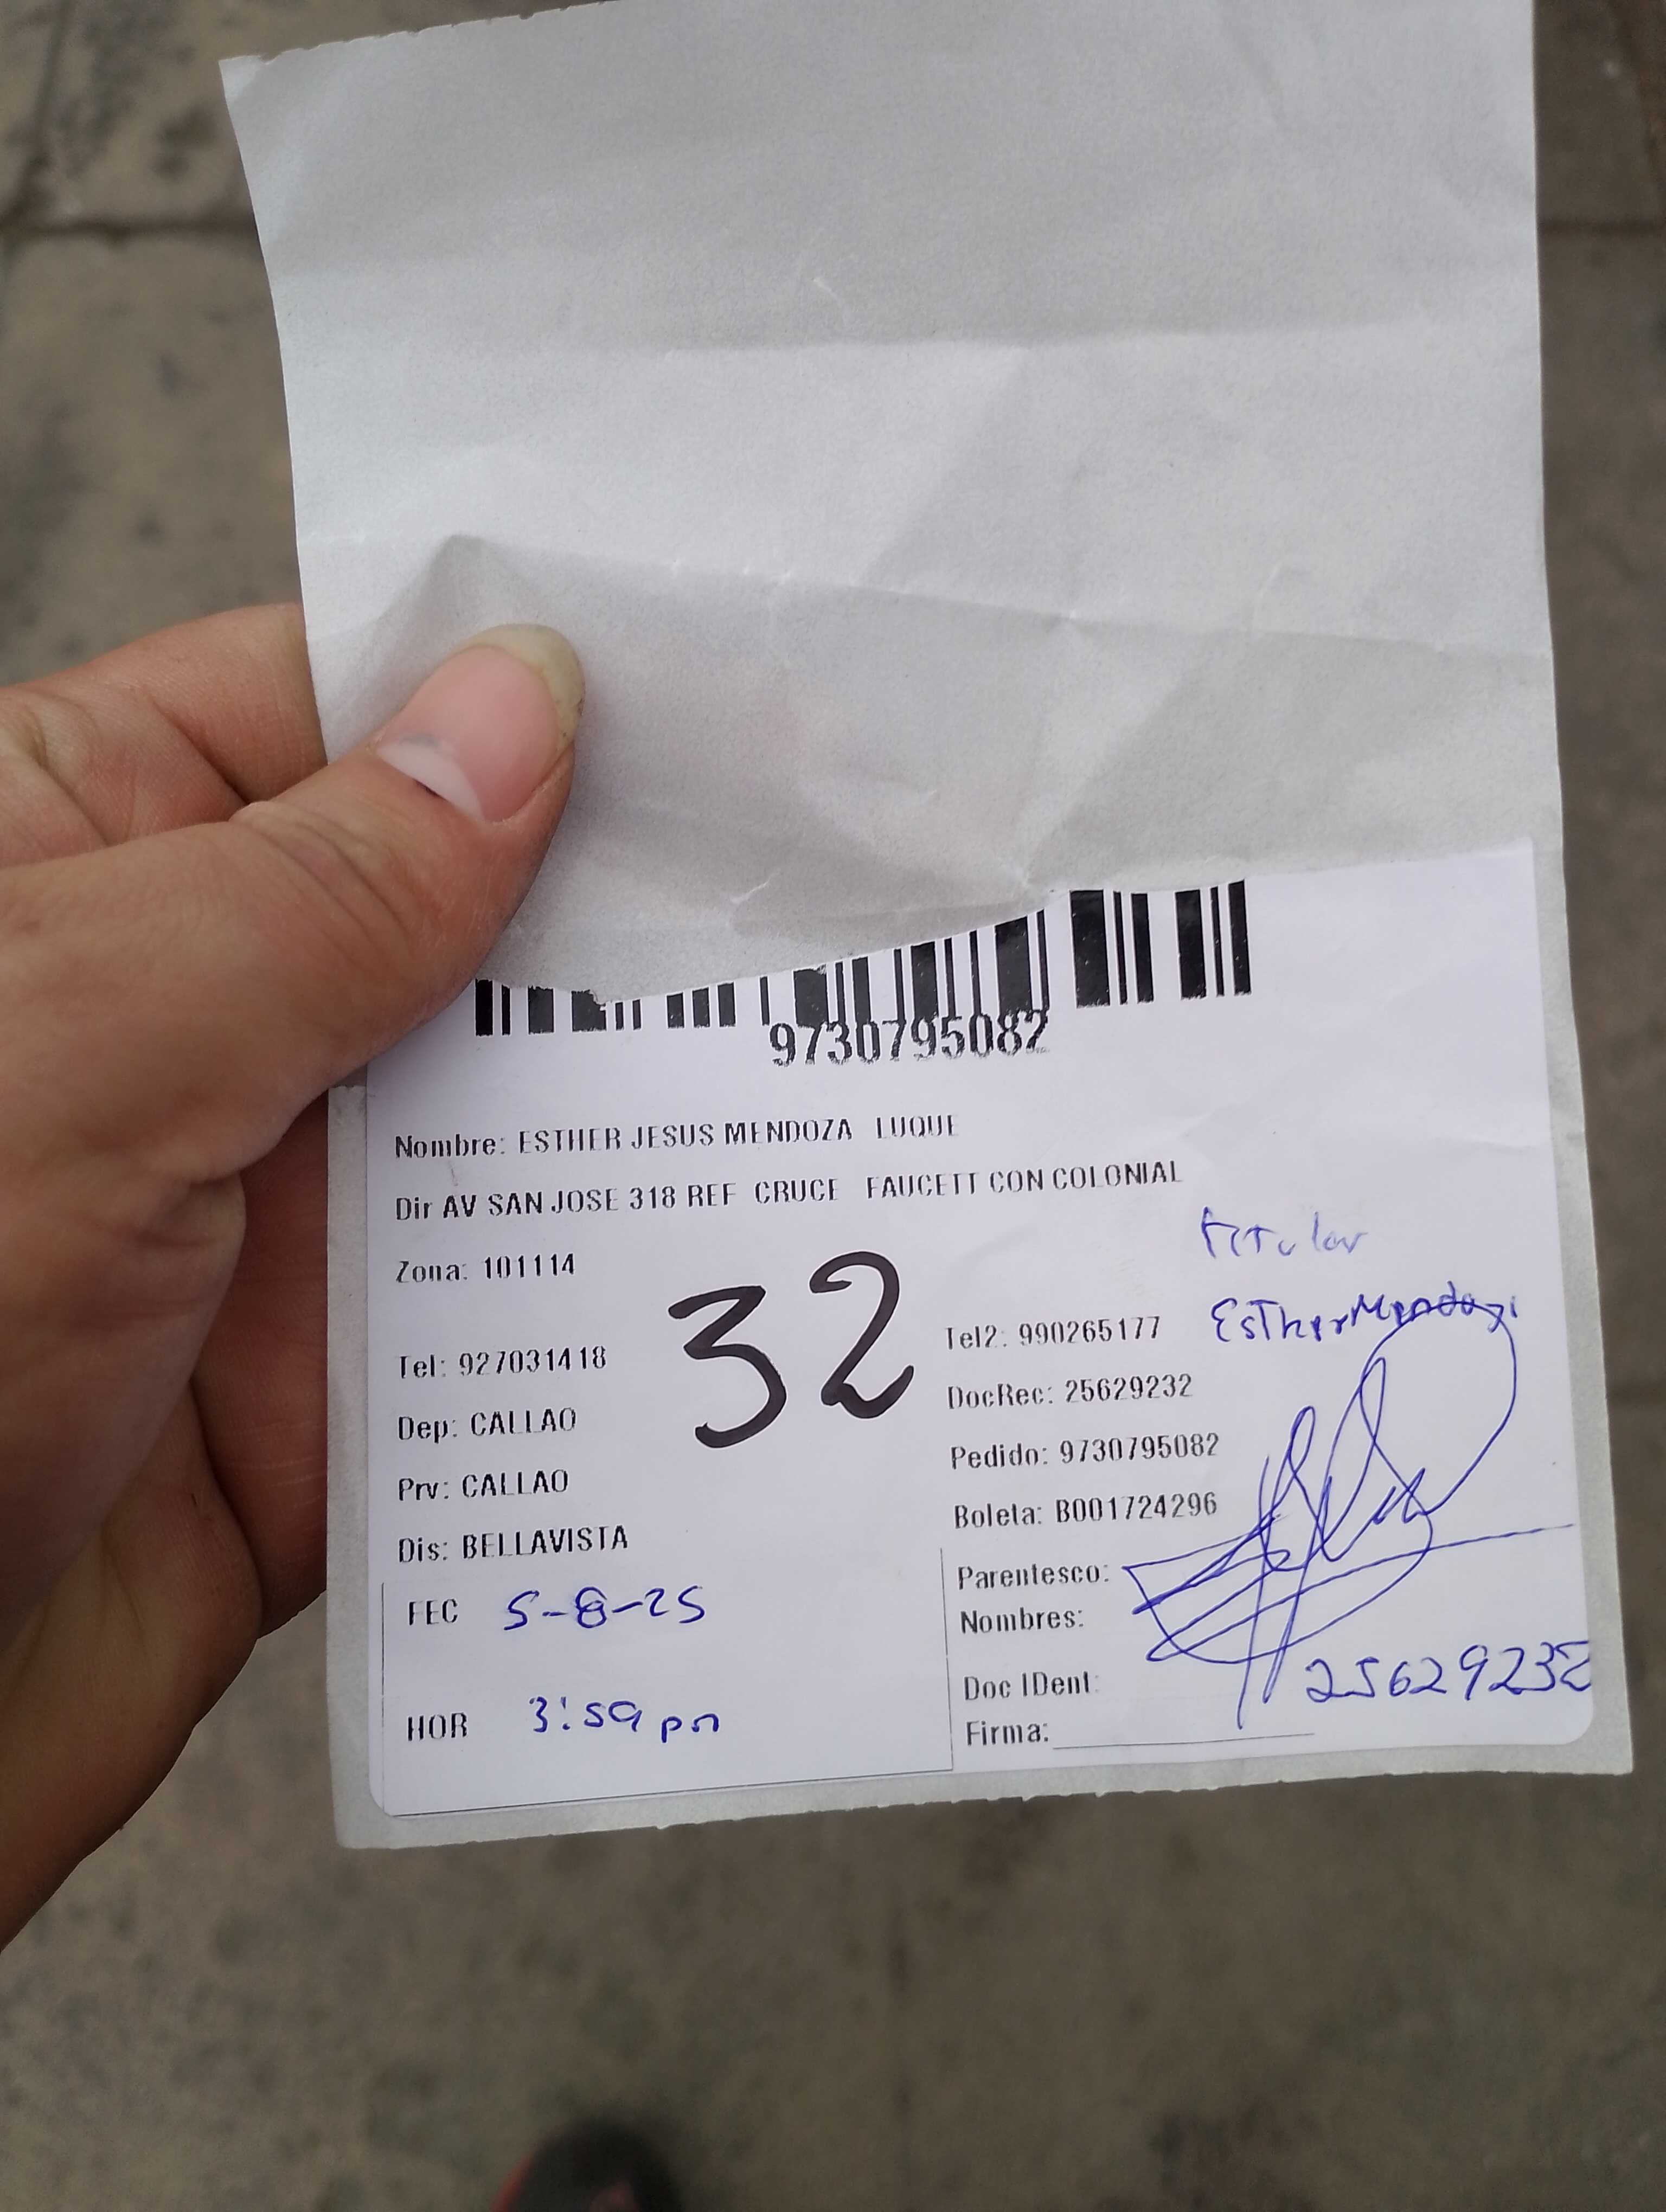 9730795082
Nombre: ESTHER JESUS MENDOZA LUQUE
Dir AV SAN JOSE 318 REF CRUCE FAUCETT CON COLONIAL
Zona: 101114
32
titular
Esther Mendoza
Tel: 927031418
Tel2: 990265177
DocRec: 25629232
Dep: CALLAO
Pedido: 9730795082
Prv: CALLAO
Boleta: B001724296
Dis: BELLAVISTA
Parentesco:
FEC 5-8-25
Nombres:
Doc IDent: 25629232
HOR 3:59 pm
Firma: